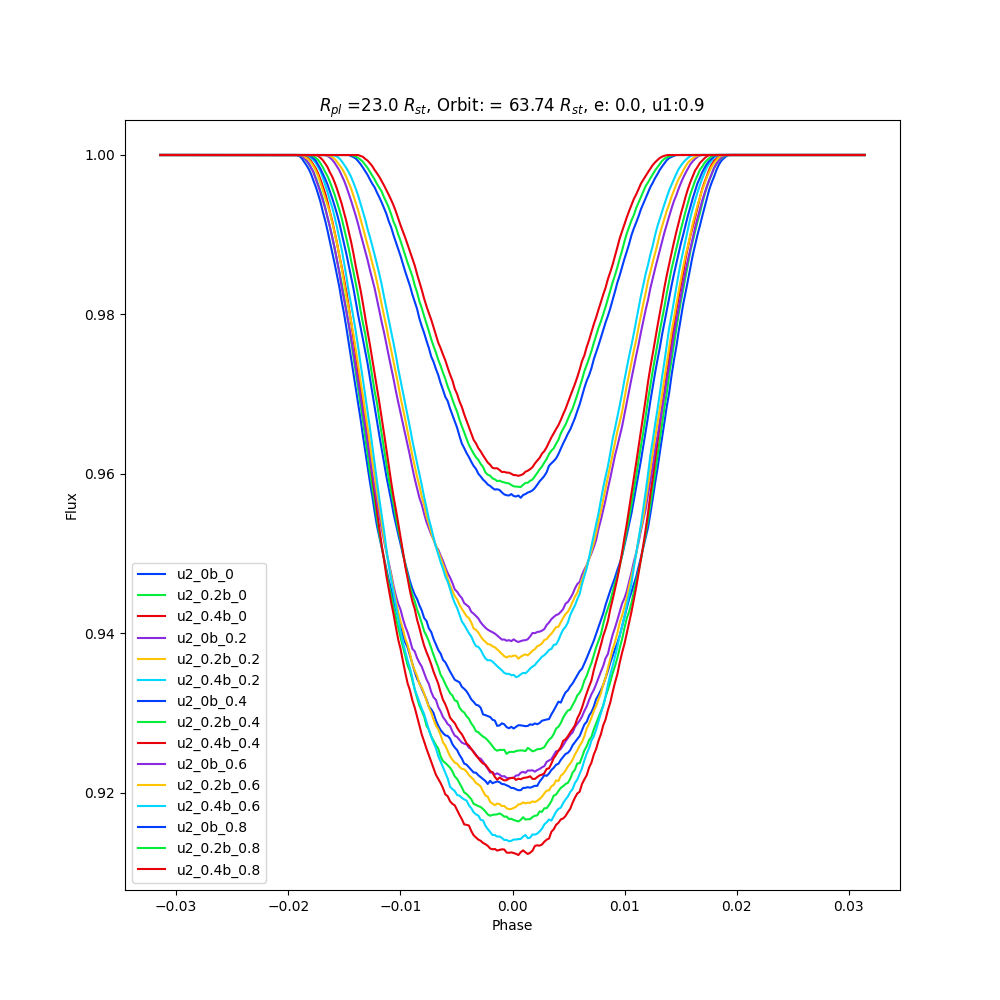 R_pl =23.0 R_st, Orbit: = 63.74 R_st, e: 0.0, u1:0.9
1.00
0.98
0.96
0.94
0.92
Flux
u2_0b_0
u2_0.2b_0
u2_0.4b_0
u2_0b_0.2
u2_0.2b_0.2
u2_0.4b_0.2
u2_0b_0.4
u2_0.2b_0.4
u2_0.4b_0.4
u2_0b_0.6
u2_0.2b_0.6
u2_0.4b_0.6
u2_0b_0.8
u2_0.2b_0.8
u2_0.4b_0.8
−0.03 −0.02 −0.01 0.00 0.01 0.02 0.03
Phase